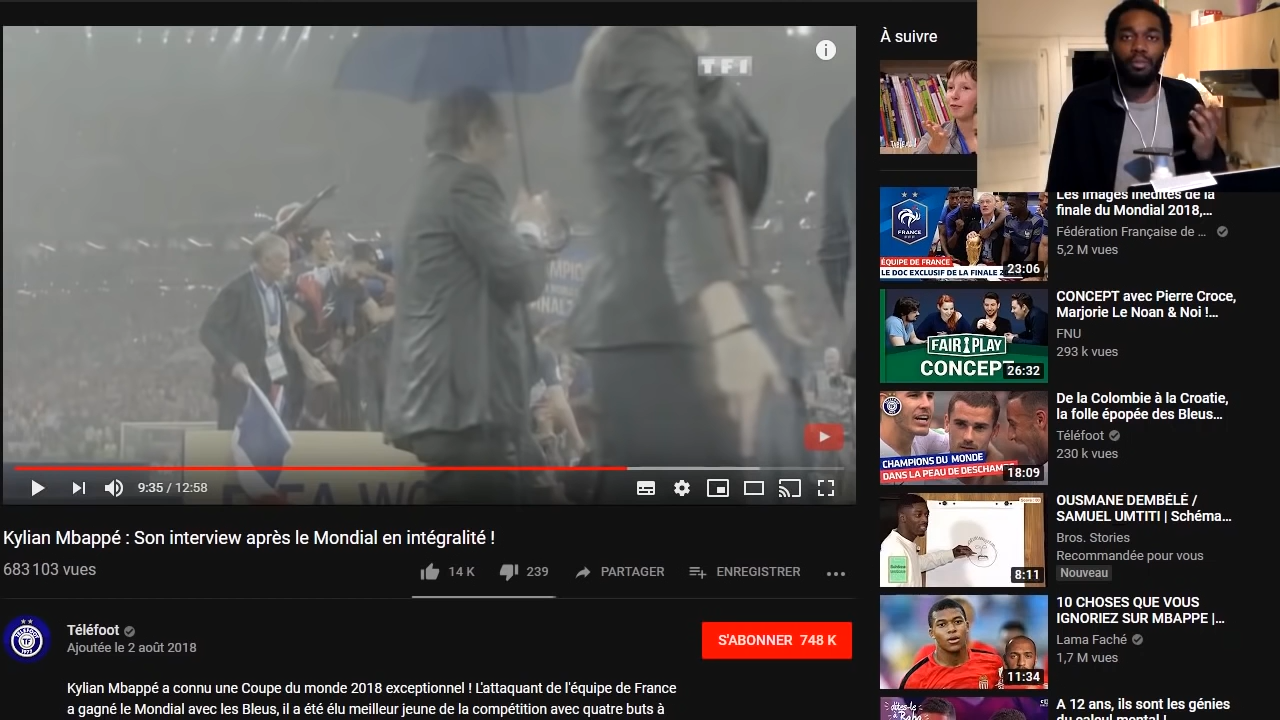 TF1
i
À suivre
MPIO
FINALS
9:35 / 12:58
Kylian Mbappé : Son interview après le Mondial en intégralité !
683 103 vues
14 K
239
PARTAGER
ENREGISTRER
Téléfoot
Ajoutée le 2 août 2018
S'ABONNER 748 K
Kylian Mbappé a connu une Coupe du monde 2018 exceptionnel ! L'attaquant de l'équipe de France
a gagné le Mondial avec les Bleus, il a été élu meilleur jeune de la compétition avec quatre buts à
FRANCE
ÉQUIPE DE FRANCE
LE DOC EXCLUSIF DE LA FINALE 2
23:06
Les images inédites de la
finale du Mondial 2018,...
Fédération Française de ...
5,2 M vues
FAIR PLAY
CONCEPT
26:32
CONCEPT avec Pierre Croce,
Marjorie Le Noan & Noi !...
FNU
293 k vues
CHAMPIONS DU MONDE
DANS LA PEAU DE DESCHAM
18:09
De la Colombie à la Croatie,
la folle épopée des Bleus...
Téléfoot
230 k vues
8:11
OUSMANE DEMBÉLÉ /
SAMUEL UMTITI | Schéma...
Bros. Stories
Recommandée pour vous
Nouveau
11:34
10 CHOSES QUE VOUS
IGNORIEZ SUR MBAPPE |...
Lama Faché
1,7 M vues
A 12 ans, ils sont les génies
du calcul mental !